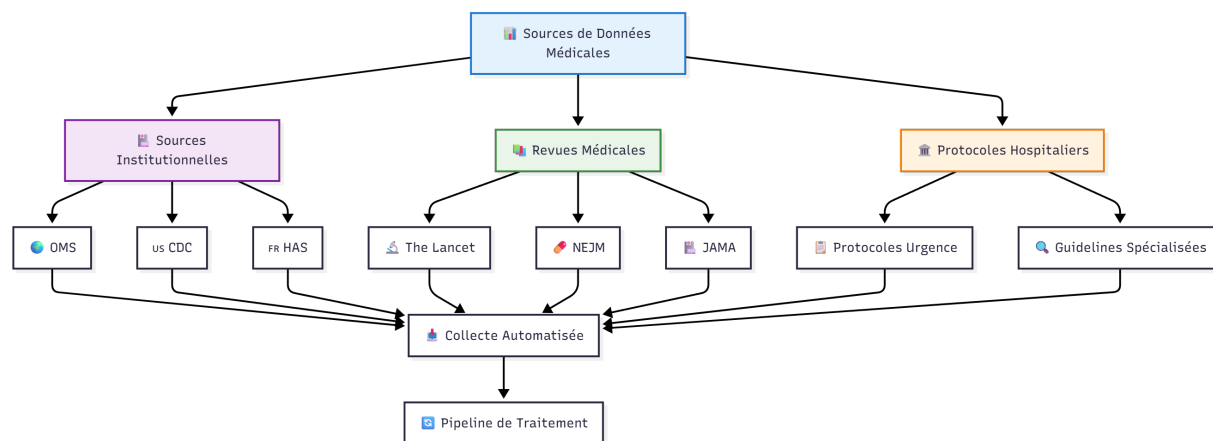 Sources de Données
Médicales
Sources
Institutionnelles
Revues Médicales
Protocoles Hospitaliers
OMS
US CDC
FR HAS
The Lancet
NEJM
JAMA
Protocoles Urgence
Guidelines Spécialisées
Collecte Automatisée
Pipeline de Traitement